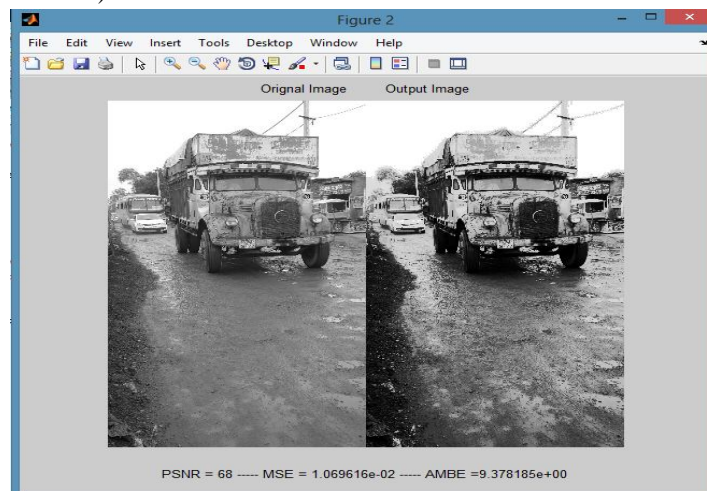 Figure 2
File Edit View Insert Tools Desktop Window Help
Orignal Image Output Image
PSNR = 68 ----- MSE = 1.069616e-02 ----- AMBE =9.378185e+00